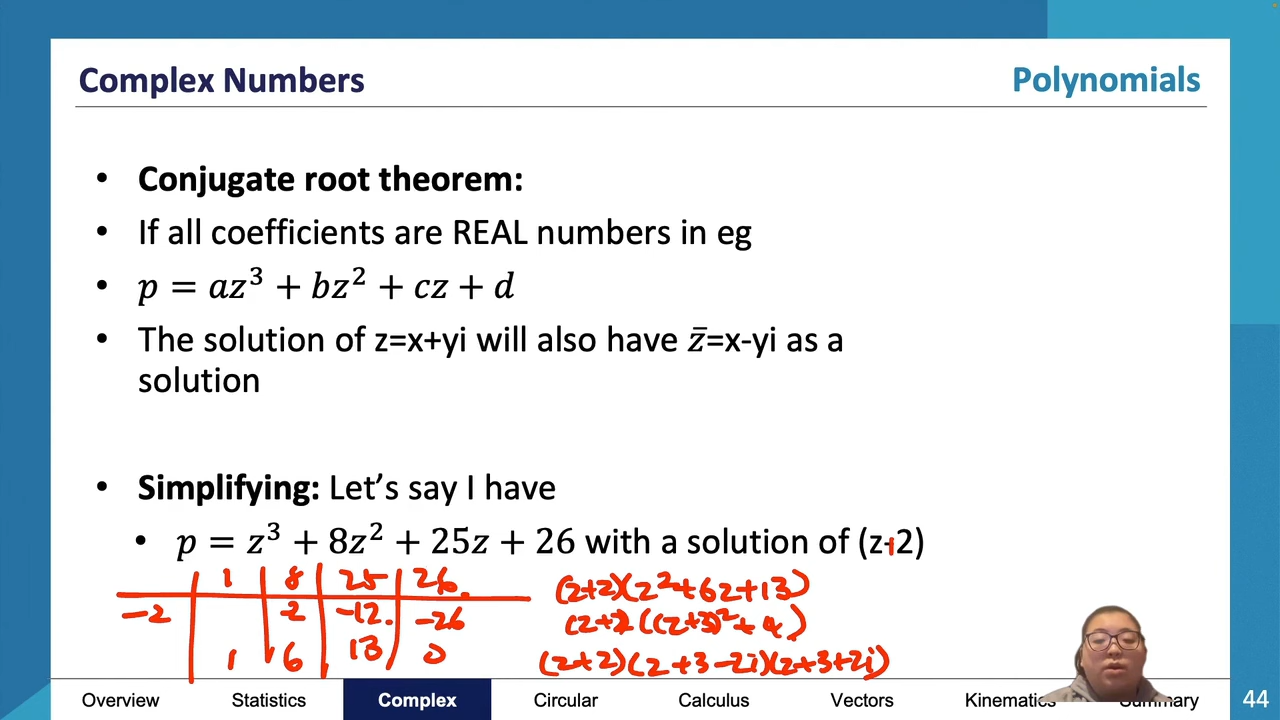 Complex Numbers Polynomials
• Conjugate root theorem:
• If all coefficients are REAL numbers in eg
• p = az³ + bz² + cz + d
• The solution of z=x+yi will also have z̄=x-yi as a
solution
• Simplifying: Let’s say I have
• p = z³ + 8z² + 25z + 26 with a solution of (z+2)
1 8 25 26
-2 -2 -12 -26
1 6 13 0
(z+2)(z²+6z+13)
(z+2)((z+3)²+4)
(z+2)(z+3-2i)(z+3+2i)
Overview Statistics Complex Circular Calculus Vectors Kinematics Summary 44